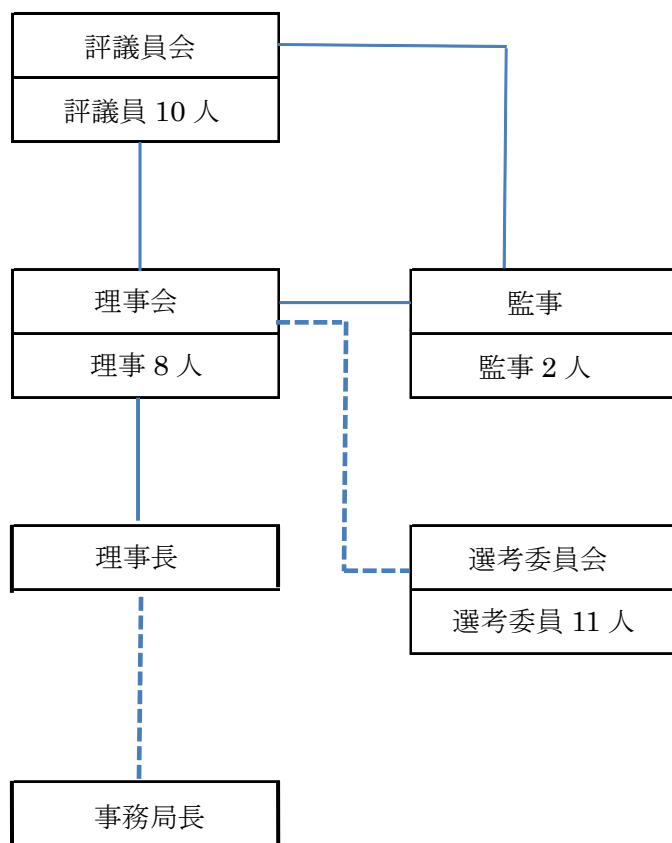 評議員会
評議員 10 人
理事会
理事 8 人
監事
監事 2 人
理事長
選考委員会
選考委員 11 人
事務局長